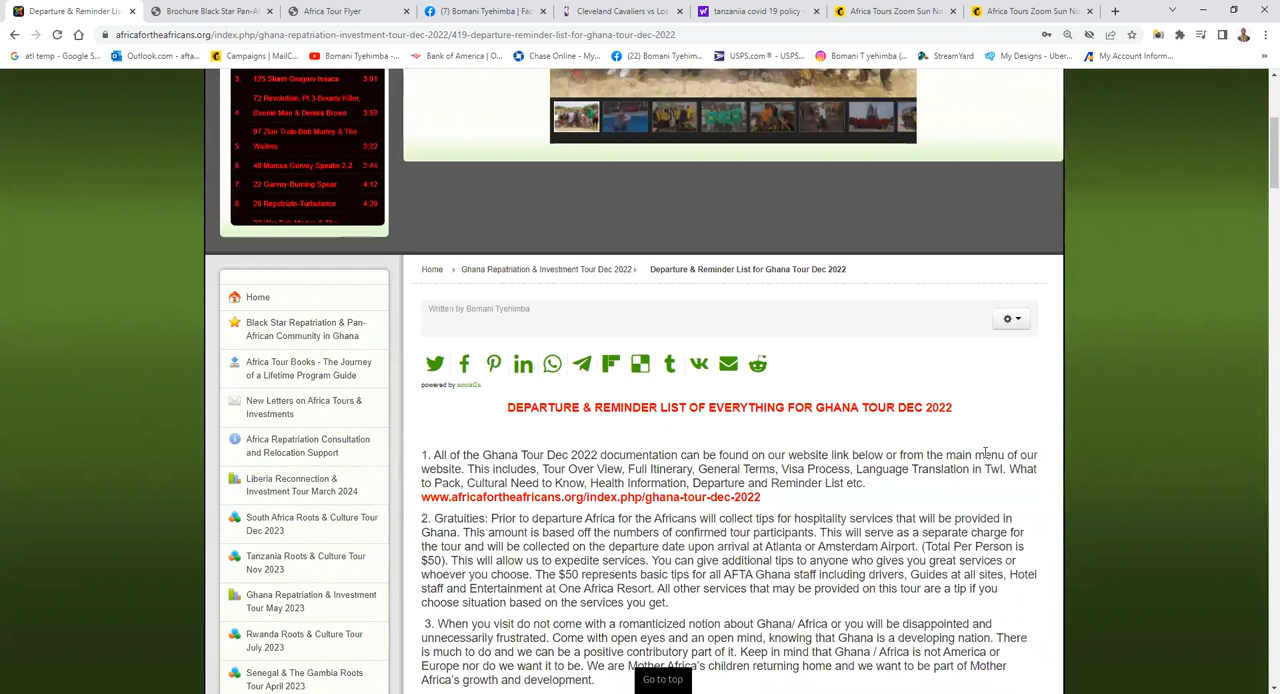 Departure & Reminder Lis
Brochure Black Star Pan-Af
Africa Tour Flyer
(7) Bomani Tyehimba | Fac
Cleveland Cavaliers vs Los
tanzaniia covid 19 policy -
Africa Tours Zoom Sun No
Africa Tours Zoom Sun No
africafortheafricans.org/index.php/ghana-repatriation-investment-tour-dec-2022/419-departure-reminder-list-for-ghana-tour-dec-2022
atl temp - G...
Outlook.com - afta...
Campaigns | MailC...
Bomani Tyehimba -...
Bank of America | O...
Chase Online - My...
(22) Bomani Tyehim...
USPS.com® - USPS...
Bomani T yehimba...
StreamYard
My Designs - Uber...
My Account Inform...
3. 125 Storm Gregory Isaacs 3:01
72 Revolution, Pt 3-Bounty Killer,
4. Beenie Man & Dennis Brown 3:59
97 Zion Train-Bob Marley & The
5. Wailers 3:22
6. 40 Marcus Garvey Speaks 2-2 3:46
7. 22 Garvey-Burning Spear 4:12
8. 26 Repatriate-Turbulance 4:20
Home
Ghana Repatriation & Investment Tour Dec 2022
Departure & Reminder List for Ghana Tour Dec 2022
Written by Bomani Tyehimba
powered by social2s
Home
Black Star Repatriation & Pan-
African Community in Ghana
Africa Tour Books - The Journey
of a Lifetime Program Guide
New Letters on Africa Tours &
Investments
Africa Repatriation Consultation
and Relocation Support
Liberia Reconnection &
Investment Tour March 2024
South Africa Roots & Culture Tour
Dec 2023
Tanzania Roots & Culture Tour
Nov 2023
Ghana Repatriation & Investment
Tour May 2023
Rwanda Roots & Culture Tour
July 2023
Senegal & The Gambia Roots
Tour April 2023
DEPARTURE & REMINDER LIST OF EVERYTHING FOR GHANA TOUR DEC 2022
1. All of the Ghana Tour Dec 2022 documentation can be found on our website link below or from the main menu of our
website. This includes, Tour Over View, Full Itinerary, General Terms, Visa Process, Language Translation in Twl. What
to Pack, Cultural Need to Know, Health Information, Departure and Reminder List etc.
www.africafortheafricans.org/index.php/ghana-tour-dec-2022
2. Gratuities: Prior to departure Africa for the Africans will collect tips for hospitality services that will be provided in
Ghana. This amount is based off the numbers of confirmed tour participants. This will serve as a separate charge for
the tour and will be collected on the departure date upon arrival at Atlanta or Amsterdam Airport. (Total Per Person is
$50). This will allow us to expedite services. You can give additional tips to anyone who gives you great services or
whoever you choose. The $50 represents basic tips for all AFTA Ghana staff including drivers, Guides at all sites, Hotel
staff and Entertainment at One Africa Resort. All other services that may be provided on this tour are a tip if you
choose situation based on the services you get.
3. When you visit do not come with a romanticized notion about Ghana/ Africa or you will be disappointed and
unnecessarily frustrated. Come with open eyes and an open mind, knowing that Ghana is a developing nation. There
is much to do and we can be a positive contributory part of it. Keep in mind that Ghana / Africa is not America or
Europe nor do we want it to be. We are Mother Africa's children returning home and we want to be part of Mother
Africa's growth and development.
Go to top